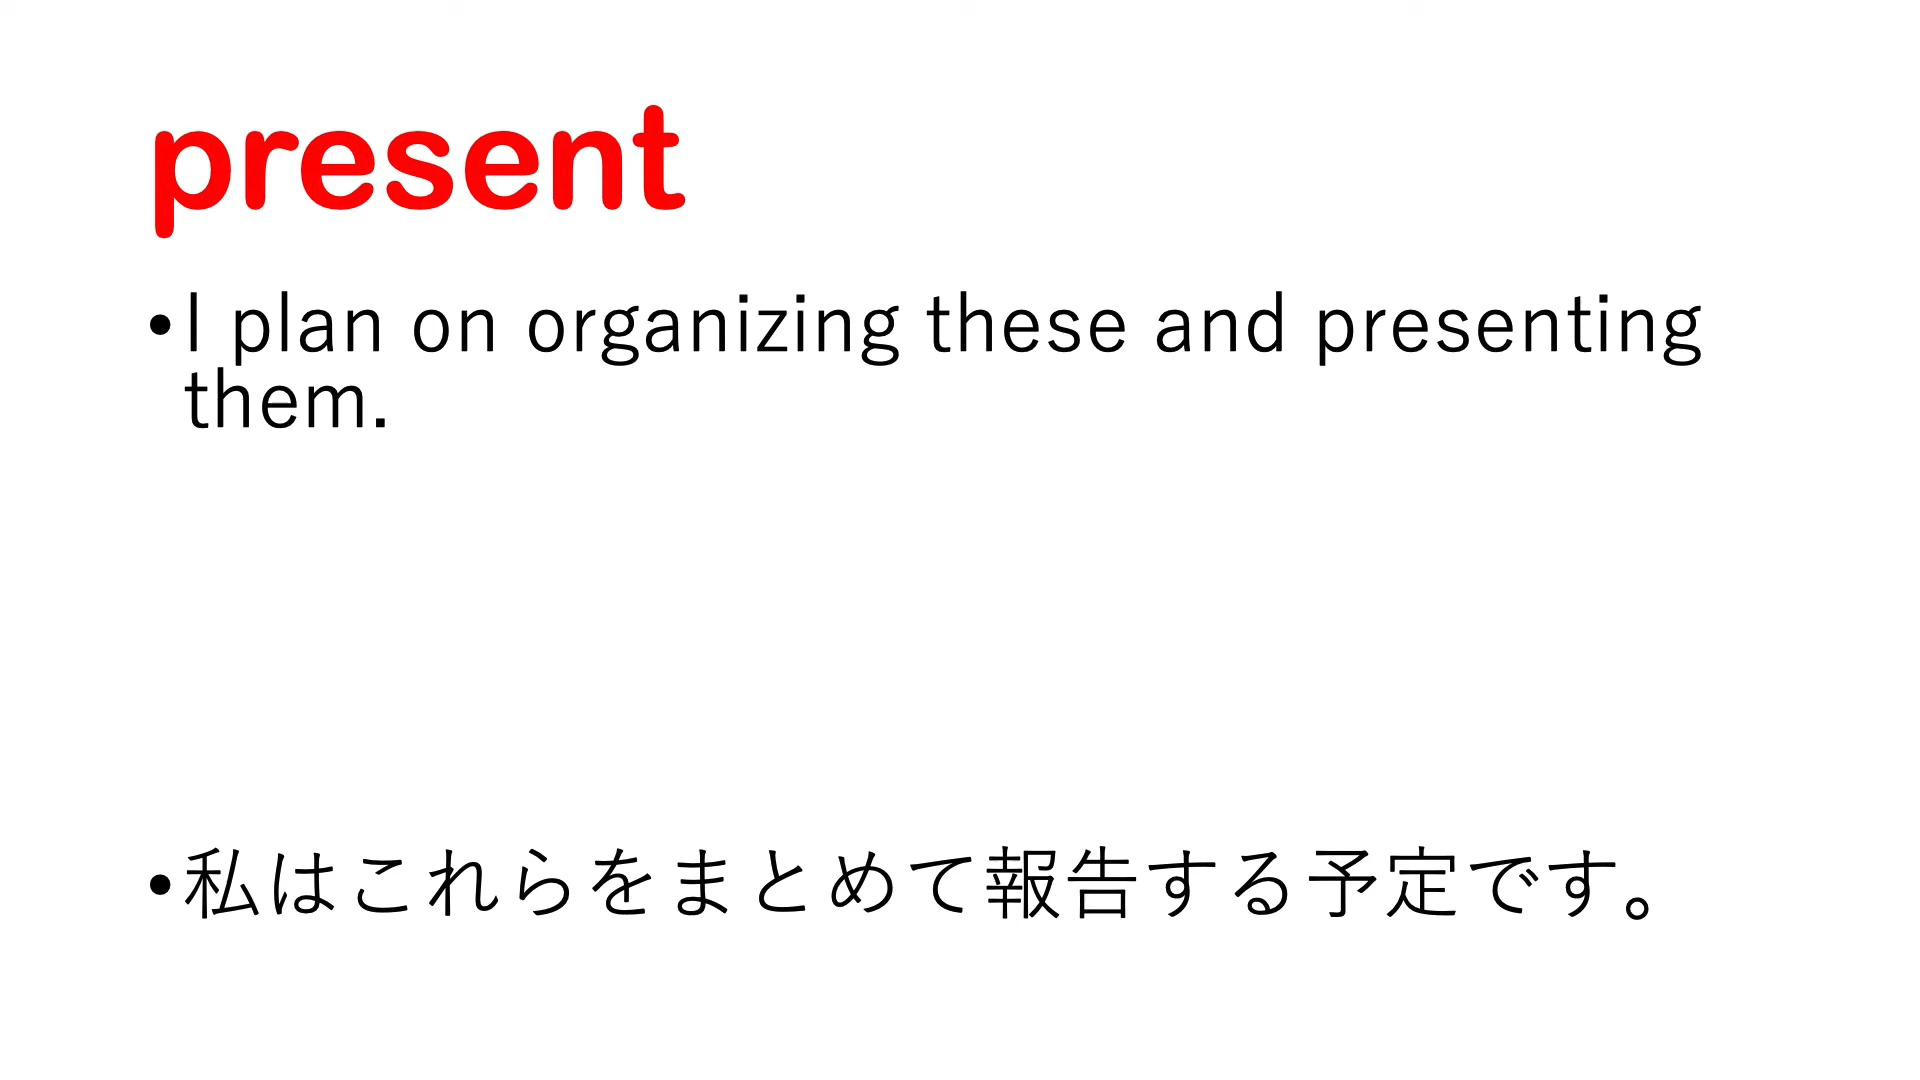 present
•I plan on organizing these and presenting
them.
•私はこれらをまとめて報告する予定です。